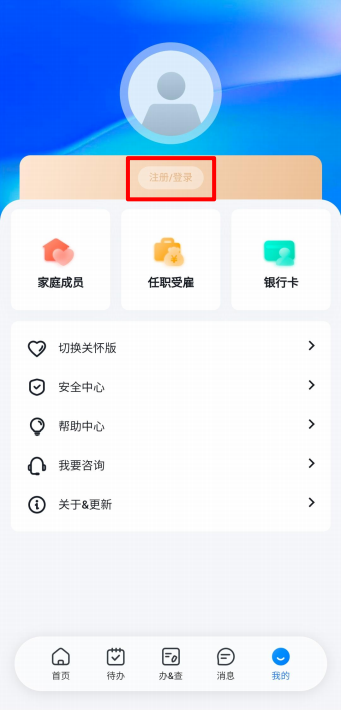 注册/登录
家庭成员
任职受雇
银行卡
切换关怀版
安全中心
帮助中心
我要咨询
关于&更新
首页
待办
办&查
消息
我的